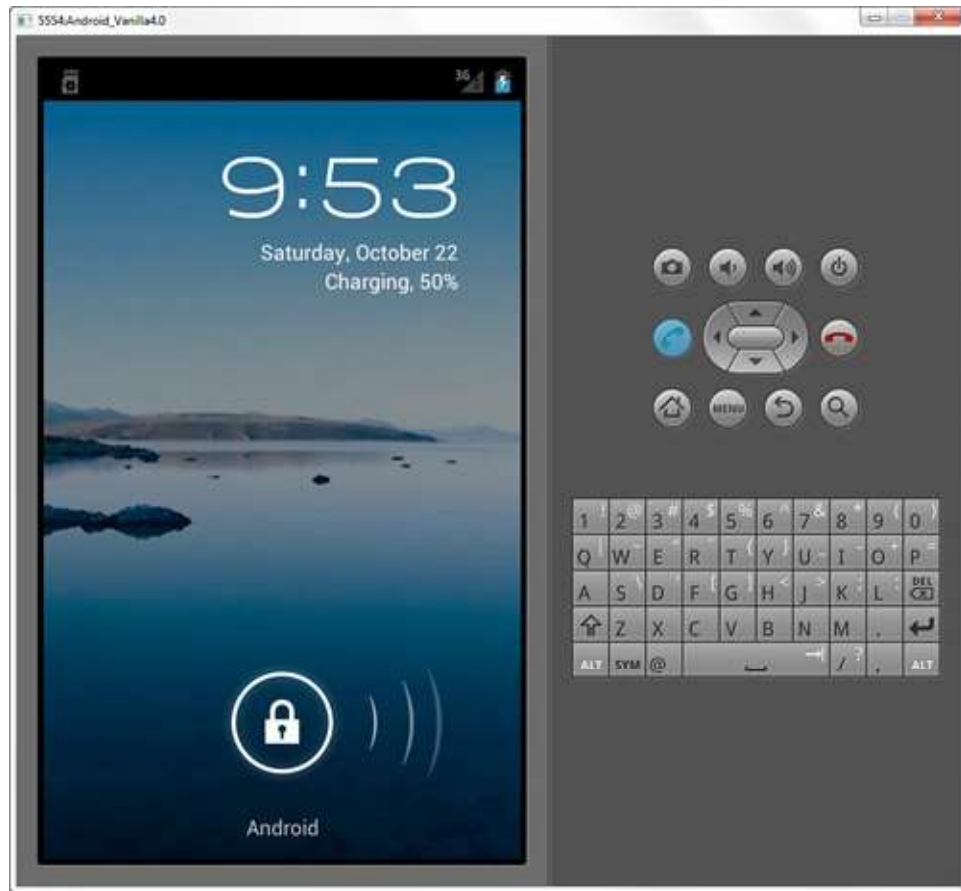 5554:Android_Vanilla4.0
3G
9:53
Saturday, October 22
Charging, 50%
MENU
1 ! 2 @ 3 # 4 $ 5 % 6 ^ 7 & 8 * 9 ( 0 )
Q | W ~ E " R ` T { Y } U _ I - O + P =
A S \ D ' F [ G ] H < J > K ; L : DEL
Z X C V B N M .
ALT SYM @ / ? , ALT
Android